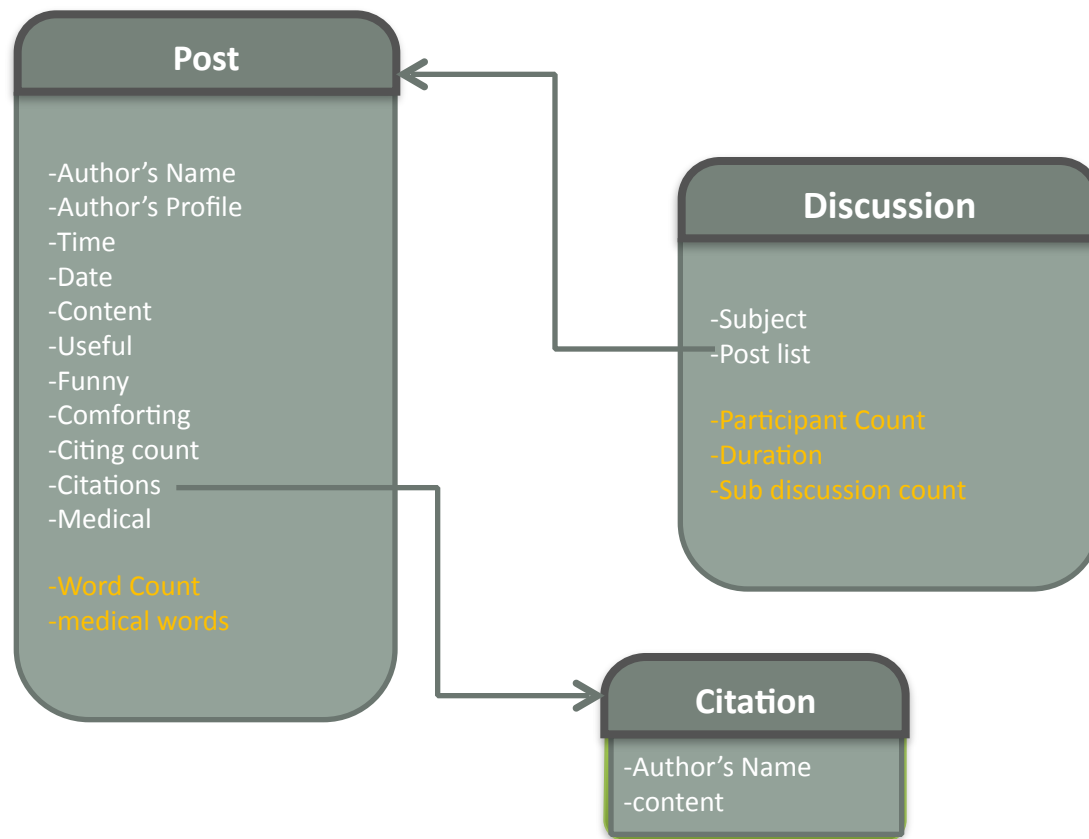 Post
-Author’s Name
-Author’s Profile
-Time
-Date
-Content
-Useful
-Funny
-Comforting
-Citing count
-Citations
-Medical
-Word Count
-medical words
Discussion
-Subject
-Post list
-Participant Count
-Duration
-Sub discussion count
Citation
-Author’s Name
-content